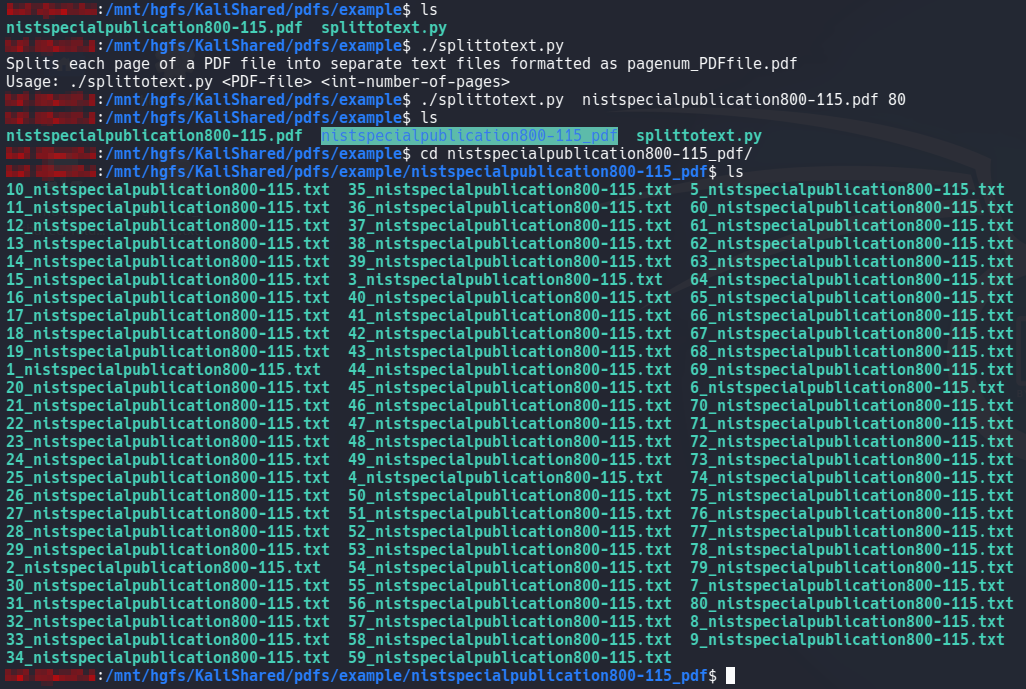 :/mnt/hgfs/KaliShared/pdfs/example$ ls
nistspecialpublication800-115.pdf  splittotext.py
:/mnt/hgfs/KaliShared/pdfs/example$ ./splittotext.py
Splits each page of a PDF file into separate text files formatted as pagenum_PDFfile.pdf
Usage: ./splittotext.py <PDF-file> <int-number-of-pages>
:/mnt/hgfs/KaliShared/pdfs/example$ ./splittotext.py  nistspecialpublication800-115.pdf 80
:/mnt/hgfs/KaliShared/pdfs/example$ ls
nistspecialpublication800-115.pdf  nistspecialpublication800-115_pdf  splittotext.py
:/mnt/hgfs/KaliShared/pdfs/example$ cd nistspecialpublication800-115_pdf/
:/mnt/hgfs/KaliShared/pdfs/example/nistspecialpublication800-115_pdf$ ls
10_nistspecialpublication800-115.txt  35_nistspecialpublication800-115.txt  5_nistspecialpublication800-115.txt
11_nistspecialpublication800-115.txt  36_nistspecialpublication800-115.txt  60_nistspecialpublication800-115.txt
12_nistspecialpublication800-115.txt  37_nistspecialpublication800-115.txt  61_nistspecialpublication800-115.txt
13_nistspecialpublication800-115.txt  38_nistspecialpublication800-115.txt  62_nistspecialpublication800-115.txt
14_nistspecialpublication800-115.txt  39_nistspecialpublication800-115.txt  63_nistspecialpublication800-115.txt
15_nistspecialpublication800-115.txt  3_nistspecialpublication800-115.txt  64_nistspecialpublication800-115.txt
16_nistspecialpublication800-115.txt  40_nistspecialpublication800-115.txt  65_nistspecialpublication800-115.txt
17_nistspecialpublication800-115.txt  41_nistspecialpublication800-115.txt  66_nistspecialpublication800-115.txt
18_nistspecialpublication800-115.txt  42_nistspecialpublication800-115.txt  67_nistspecialpublication800-115.txt
19_nistspecialpublication800-115.txt  43_nistspecialpublication800-115.txt  68_nistspecialpublication800-115.txt
1_nistspecialpublication800-115.txt  44_nistspecialpublication800-115.txt  69_nistspecialpublication800-115.txt
20_nistspecialpublication800-115.txt  45_nistspecialpublication800-115.txt  6_nistspecialpublication800-115.txt
21_nistspecialpublication800-115.txt  46_nistspecialpublication800-115.txt  70_nistspecialpublication800-115.txt
22_nistspecialpublication800-115.txt  47_nistspecialpublication800-115.txt  71_nistspecialpublication800-115.txt
23_nistspecialpublication800-115.txt  48_nistspecialpublication800-115.txt  72_nistspecialpublication800-115.txt
24_nistspecialpublication800-115.txt  49_nistspecialpublication800-115.txt  73_nistspecialpublication800-115.txt
25_nistspecialpublication800-115.txt  4_nistspecialpublication800-115.txt  74_nistspecialpublication800-115.txt
26_nistspecialpublication800-115.txt  50_nistspecialpublication800-115.txt  75_nistspecialpublication800-115.txt
27_nistspecialpublication800-115.txt  51_nistspecialpublication800-115.txt  76_nistspecialpublication800-115.txt
28_nistspecialpublication800-115.txt  52_nistspecialpublication800-115.txt  77_nistspecialpublication800-115.txt
29_nistspecialpublication800-115.txt  53_nistspecialpublication800-115.txt  78_nistspecialpublication800-115.txt
2_nistspecialpublication800-115.txt  54_nistspecialpublication800-115.txt  79_nistspecialpublication800-115.txt
30_nistspecialpublication800-115.txt  55_nistspecialpublication800-115.txt  7_nistspecialpublication800-115.txt
31_nistspecialpublication800-115.txt  56_nistspecialpublication800-115.txt  80_nistspecialpublication800-115.txt
32_nistspecialpublication800-115.txt  57_nistspecialpublication800-115.txt  8_nistspecialpublication800-115.txt
33_nistspecialpublication800-115.txt  58_nistspecialpublication800-115.txt  9_nistspecialpublication800-115.txt
34_nistspecialpublication800-115.txt  59_nistspecialpublication800-115.txt
:/mnt/hgfs/KaliShared/pdfs/example/nistspecialpublication800-115_pdf$